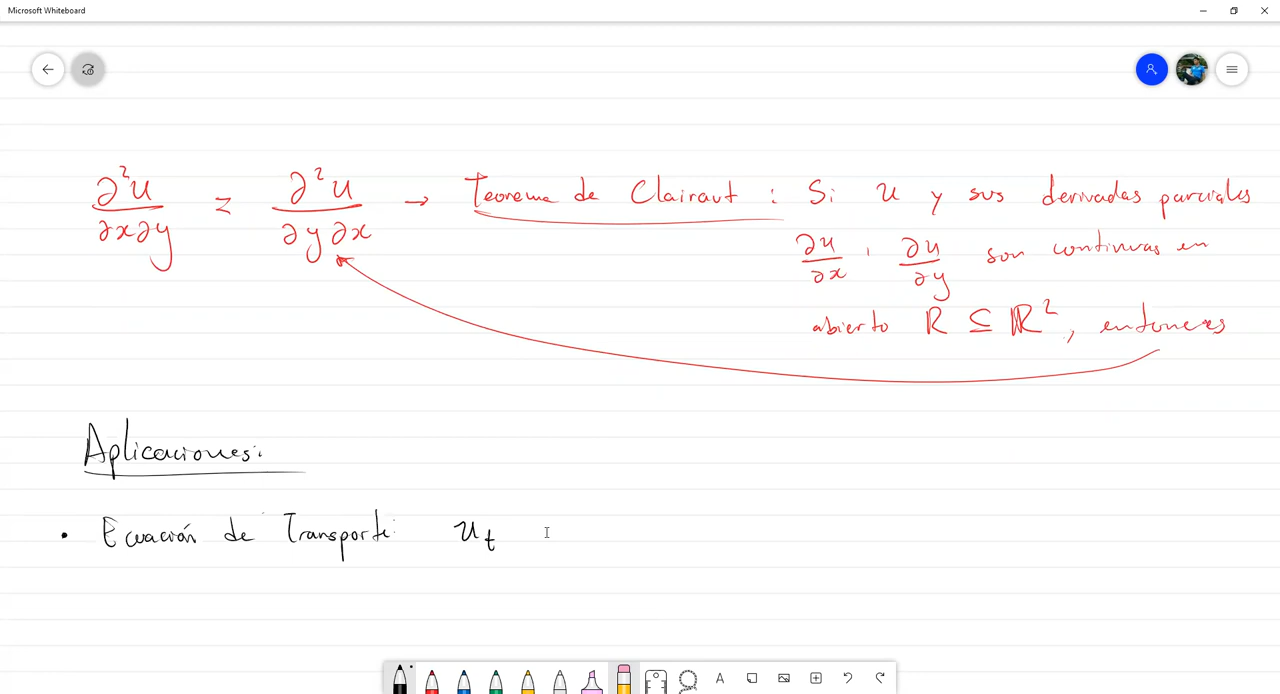 Microsoft Whiteboard
∂²u/∂x∂y = ∂²u/∂y∂x → Teorema de Clairaut : Si u y sus derivadas parciales
∂u/∂x , ∂u/∂y son continuas en
abierto R ⊆ ℝ², entonces
Aplicaciones:
• Ecuación de Transporte: u_t
A